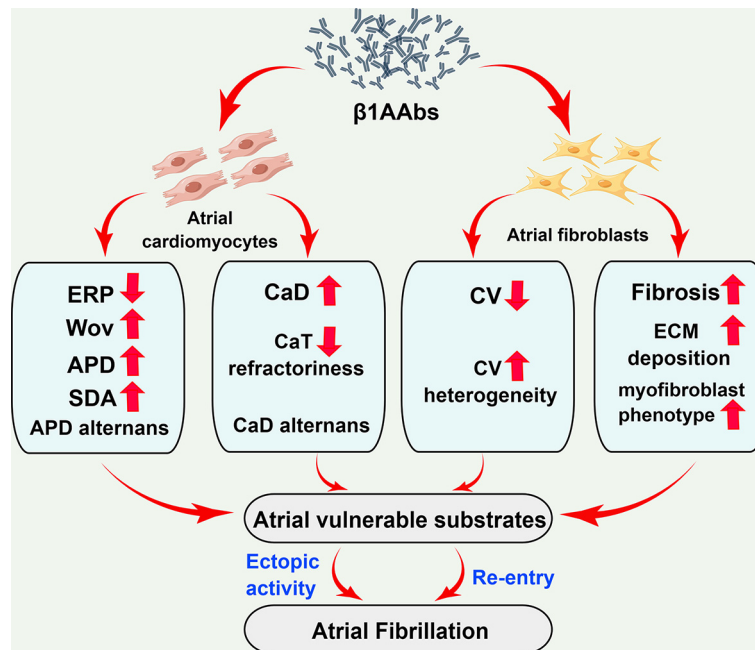 β1AAbs
Atrial
cardiomyocytes
Atrial fibroblasts
ERP
Wov
APD
SDA
APD alternans
CaD
CaT
refractoriness
CaD alternans
CV
CV
heterogeneity
Fibrosis
ECM
deposition
myofibroblast
phenotype
Atrial vulnerable substrates
Ectopic
activity
Re-entry
Atrial Fibrillation